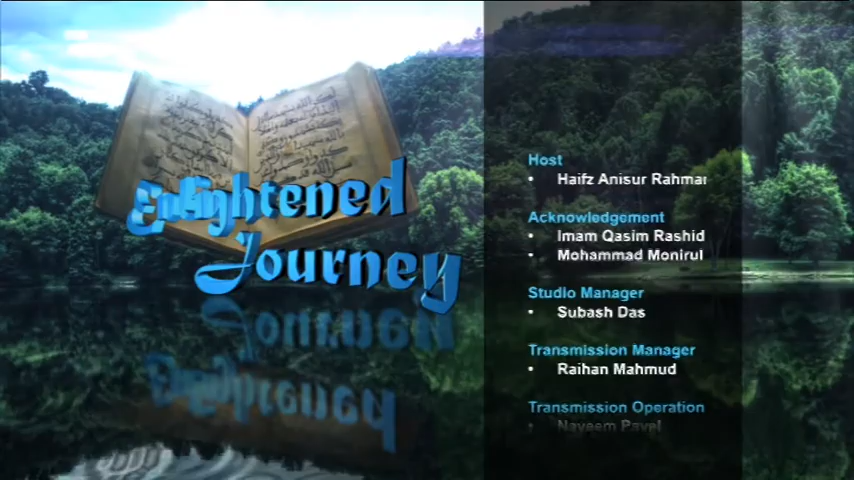 Enlightened
Journey
Host
• Haifz Anisur Rahman
Acknowledgement
• Imam Qasim Rashid
• Mohammad Monirul
Studio Manager
• Subash Das
Transmission Manager
• Raihan Mahmud
Transmission Operation
• Nayeem Pavel